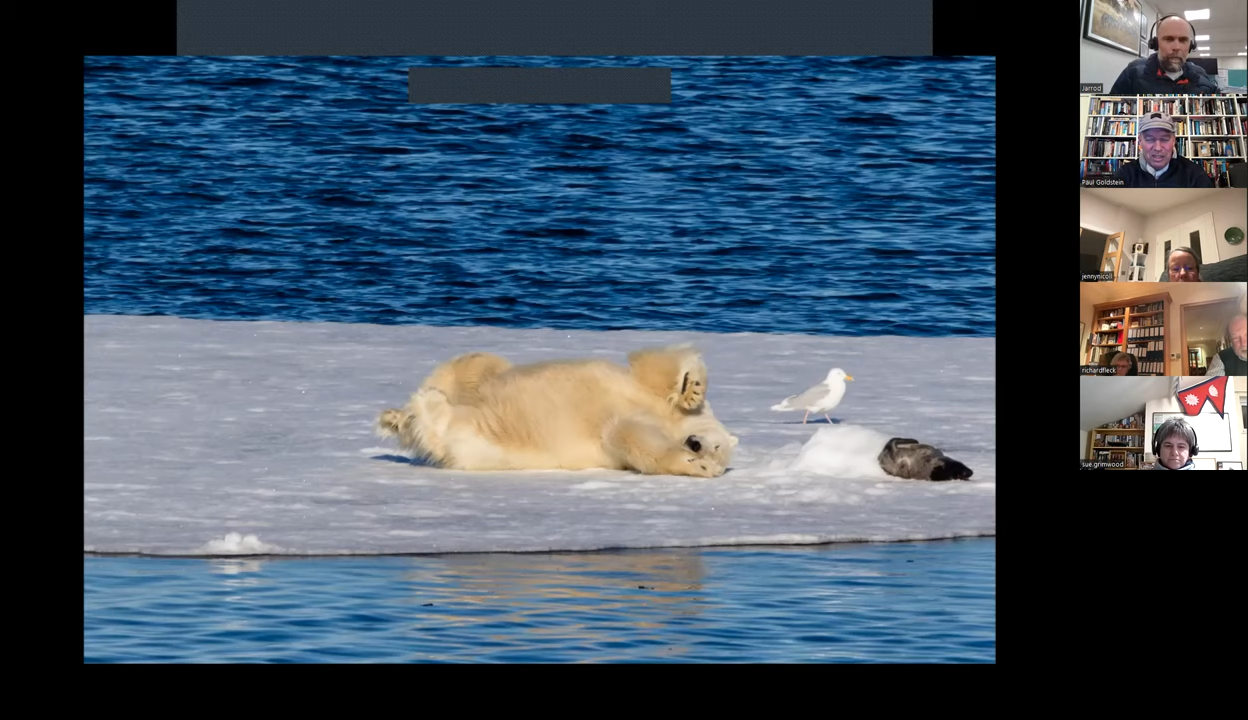 Jarrod
Paul Goldstein
jennynicoll
richardfleck
sue.grimwood